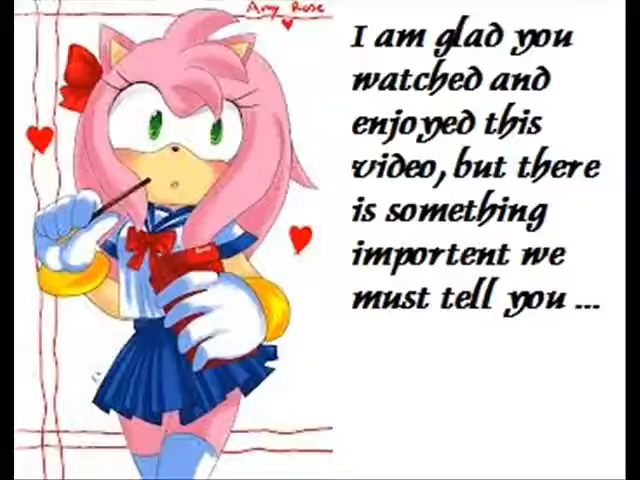 Amy Rose
I am glad you
watched and
enjoyed this
video, but there
is something
importent we
must tell you ...